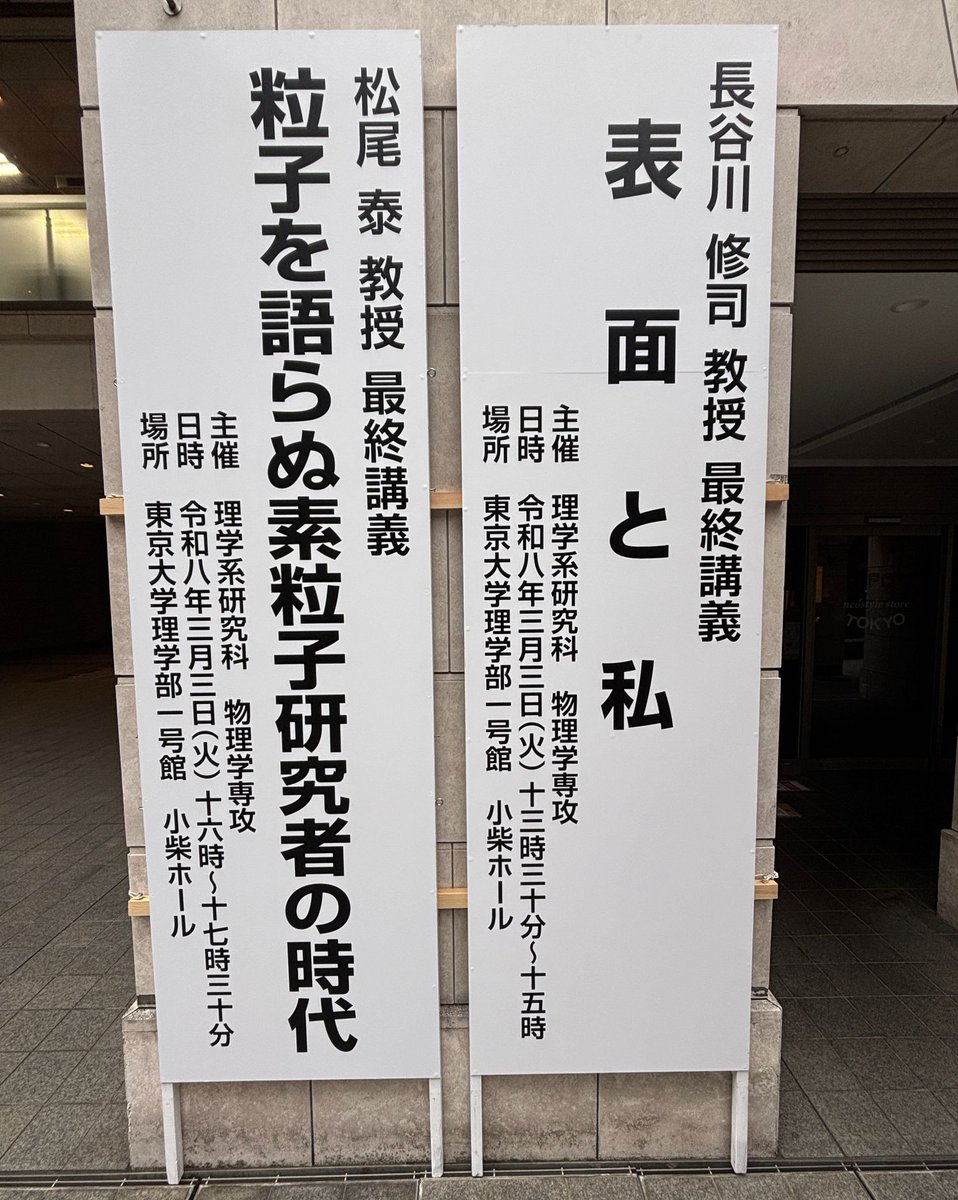 長谷川 修司 教授 最終講義
表面と私
主催 理学系研究科 物理学専攻
日時 令和八年三月三日(火)十三時三十分〜十五時
場所 東京大学理学部一号館 小柴ホール
松尾 泰 教授 最終講義
粒子を語らぬ素粒子研究者の時代
主催 理学系研究科 物理学専攻
日時 令和八年三月三日(火)十六時〜十七時三十分
場所 東京大学理学部一号館 小柴ホール
neostyle store
TOKYO